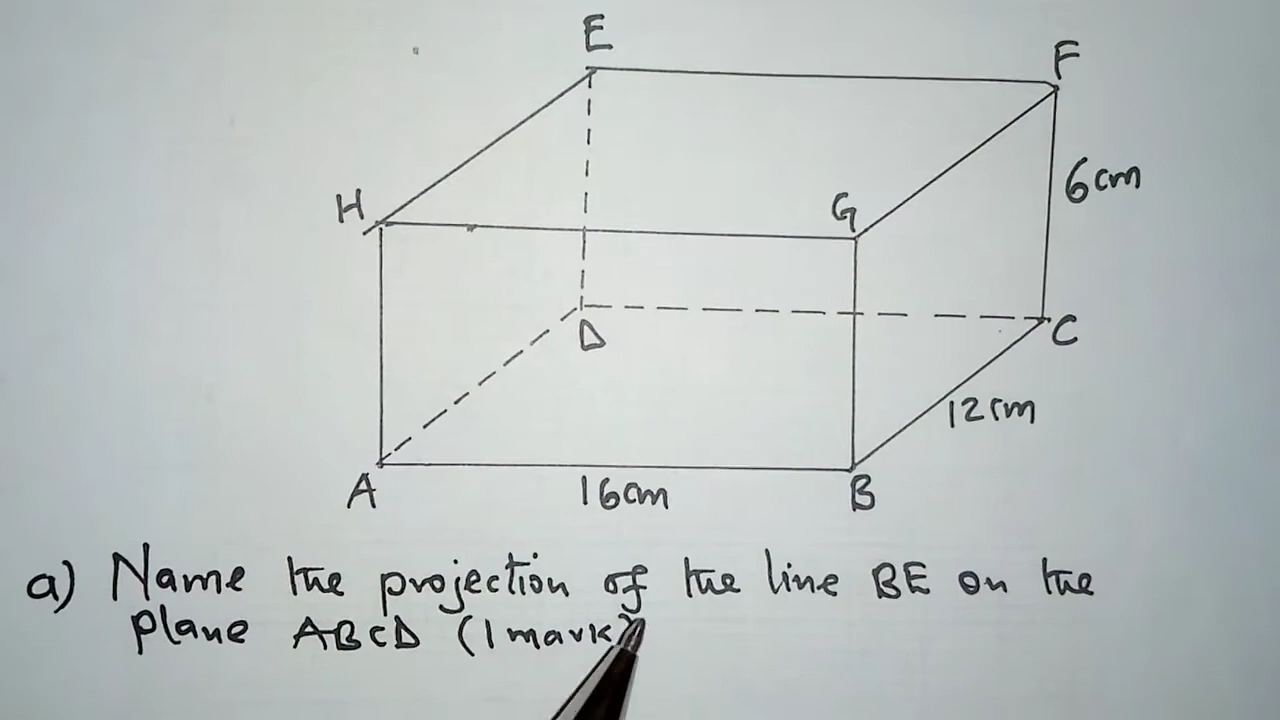 E
F
6cm
H
G
D
C
12cm
A
16cm
B
a) Name the projection of the line BE on the
plane ABCD (1 mark)